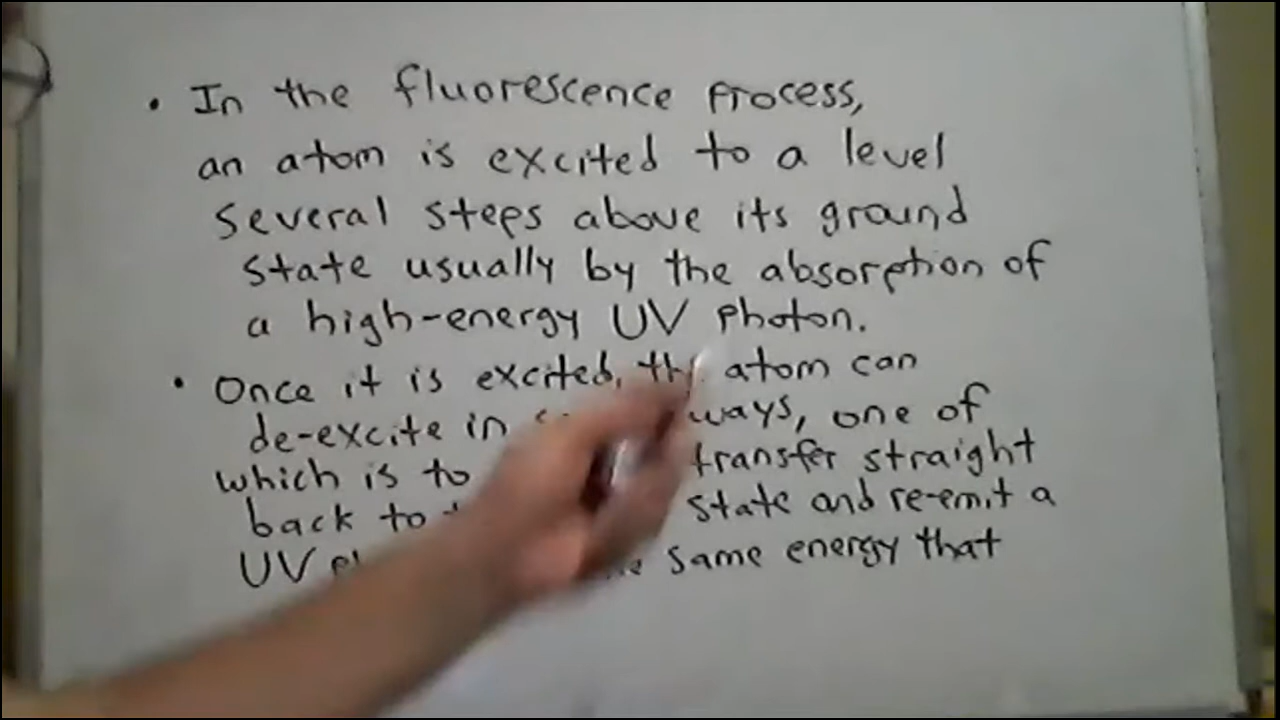 • In the fluorescence process,
an atom is excited to a level
several steps above its ground
state usually by the absorption of
a high-energy UV photon.
• Once it is excited, the atom can
de-excite in ways, one of
which is to transfer straight
back to state and re-emit a
UV same energy that